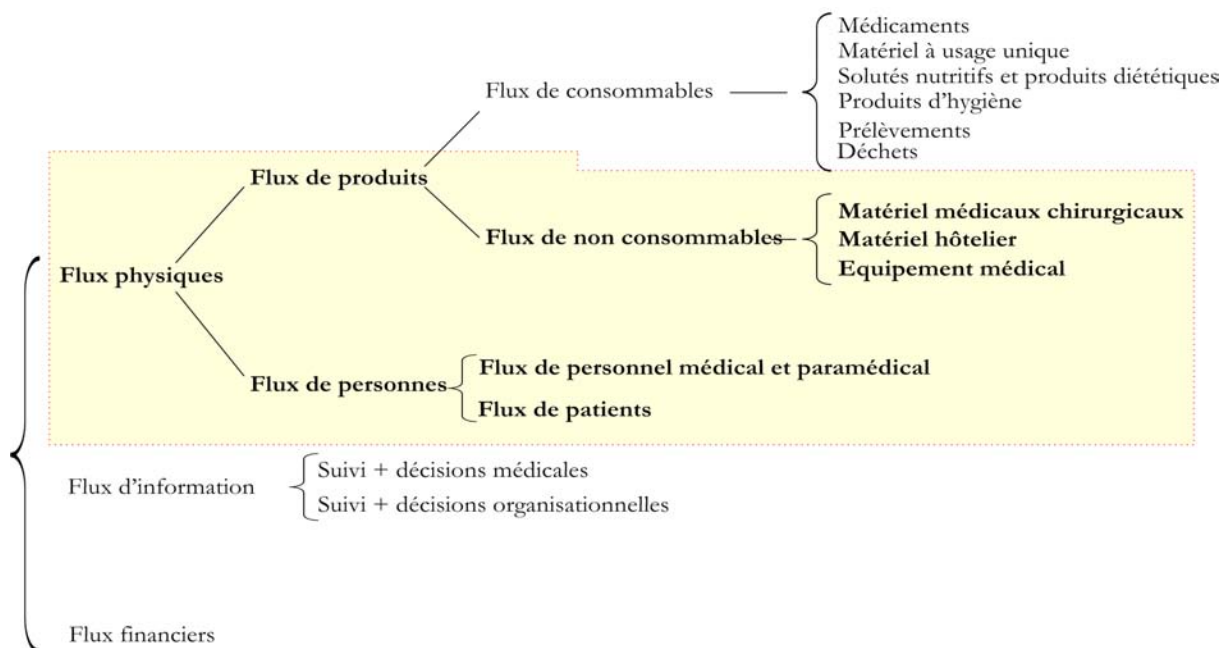 Médicaments
Matériel à usage unique
Flux de consommables
Solutés nutritifs et produits diététiques
Produits d’hygiène
Prélèvements
Déchets
Flux de produits
Matériel médicaux chirurgicaux
Flux de non consommables
Matériel hôtelier
Equipement médical
Flux physiques
Flux de personnel médical et paramédical
Flux de personnes
Flux de patients
Suivi + décisions médicales
Flux d’information
Suivi + décisions organisationnelles
Flux financiers